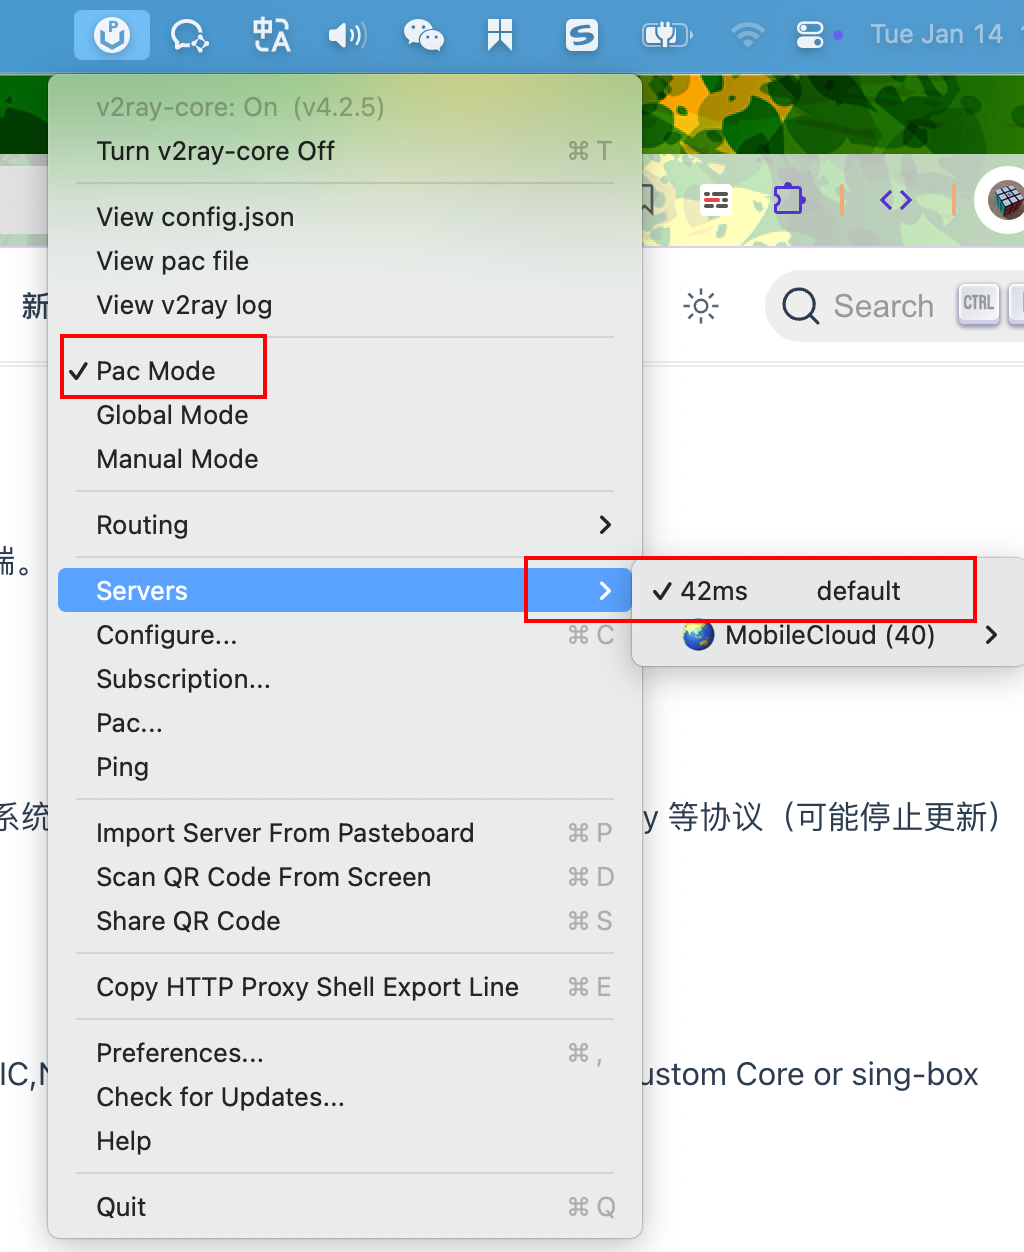 中 A
P
S
Tue Jan 14
v2ray-core: On (v4.2.5)
Turn v2ray-core Off ⌘ T
View config.json
View pac file
View v2ray log
新
Search CTRL
✓ Pac Mode
Global Mode
Manual Mode
Routing
端。
Servers
✓ 42ms default
Configure... ⌘ C
MobileCloud (40)
Subscription...
Pac...
Ping
系统
y 等协议（可能停止更新）
Import Server From Pasteboard ⌘ P
Scan QR Code From Screen ⌘ D
Share QR Code ⌘ S
Copy HTTP Proxy Shell Export Line ⌘ E
Preferences... ⌘ ,
IC,N
ustom Core or sing-box
Check for Updates...
Help
Quit ⌘ Q